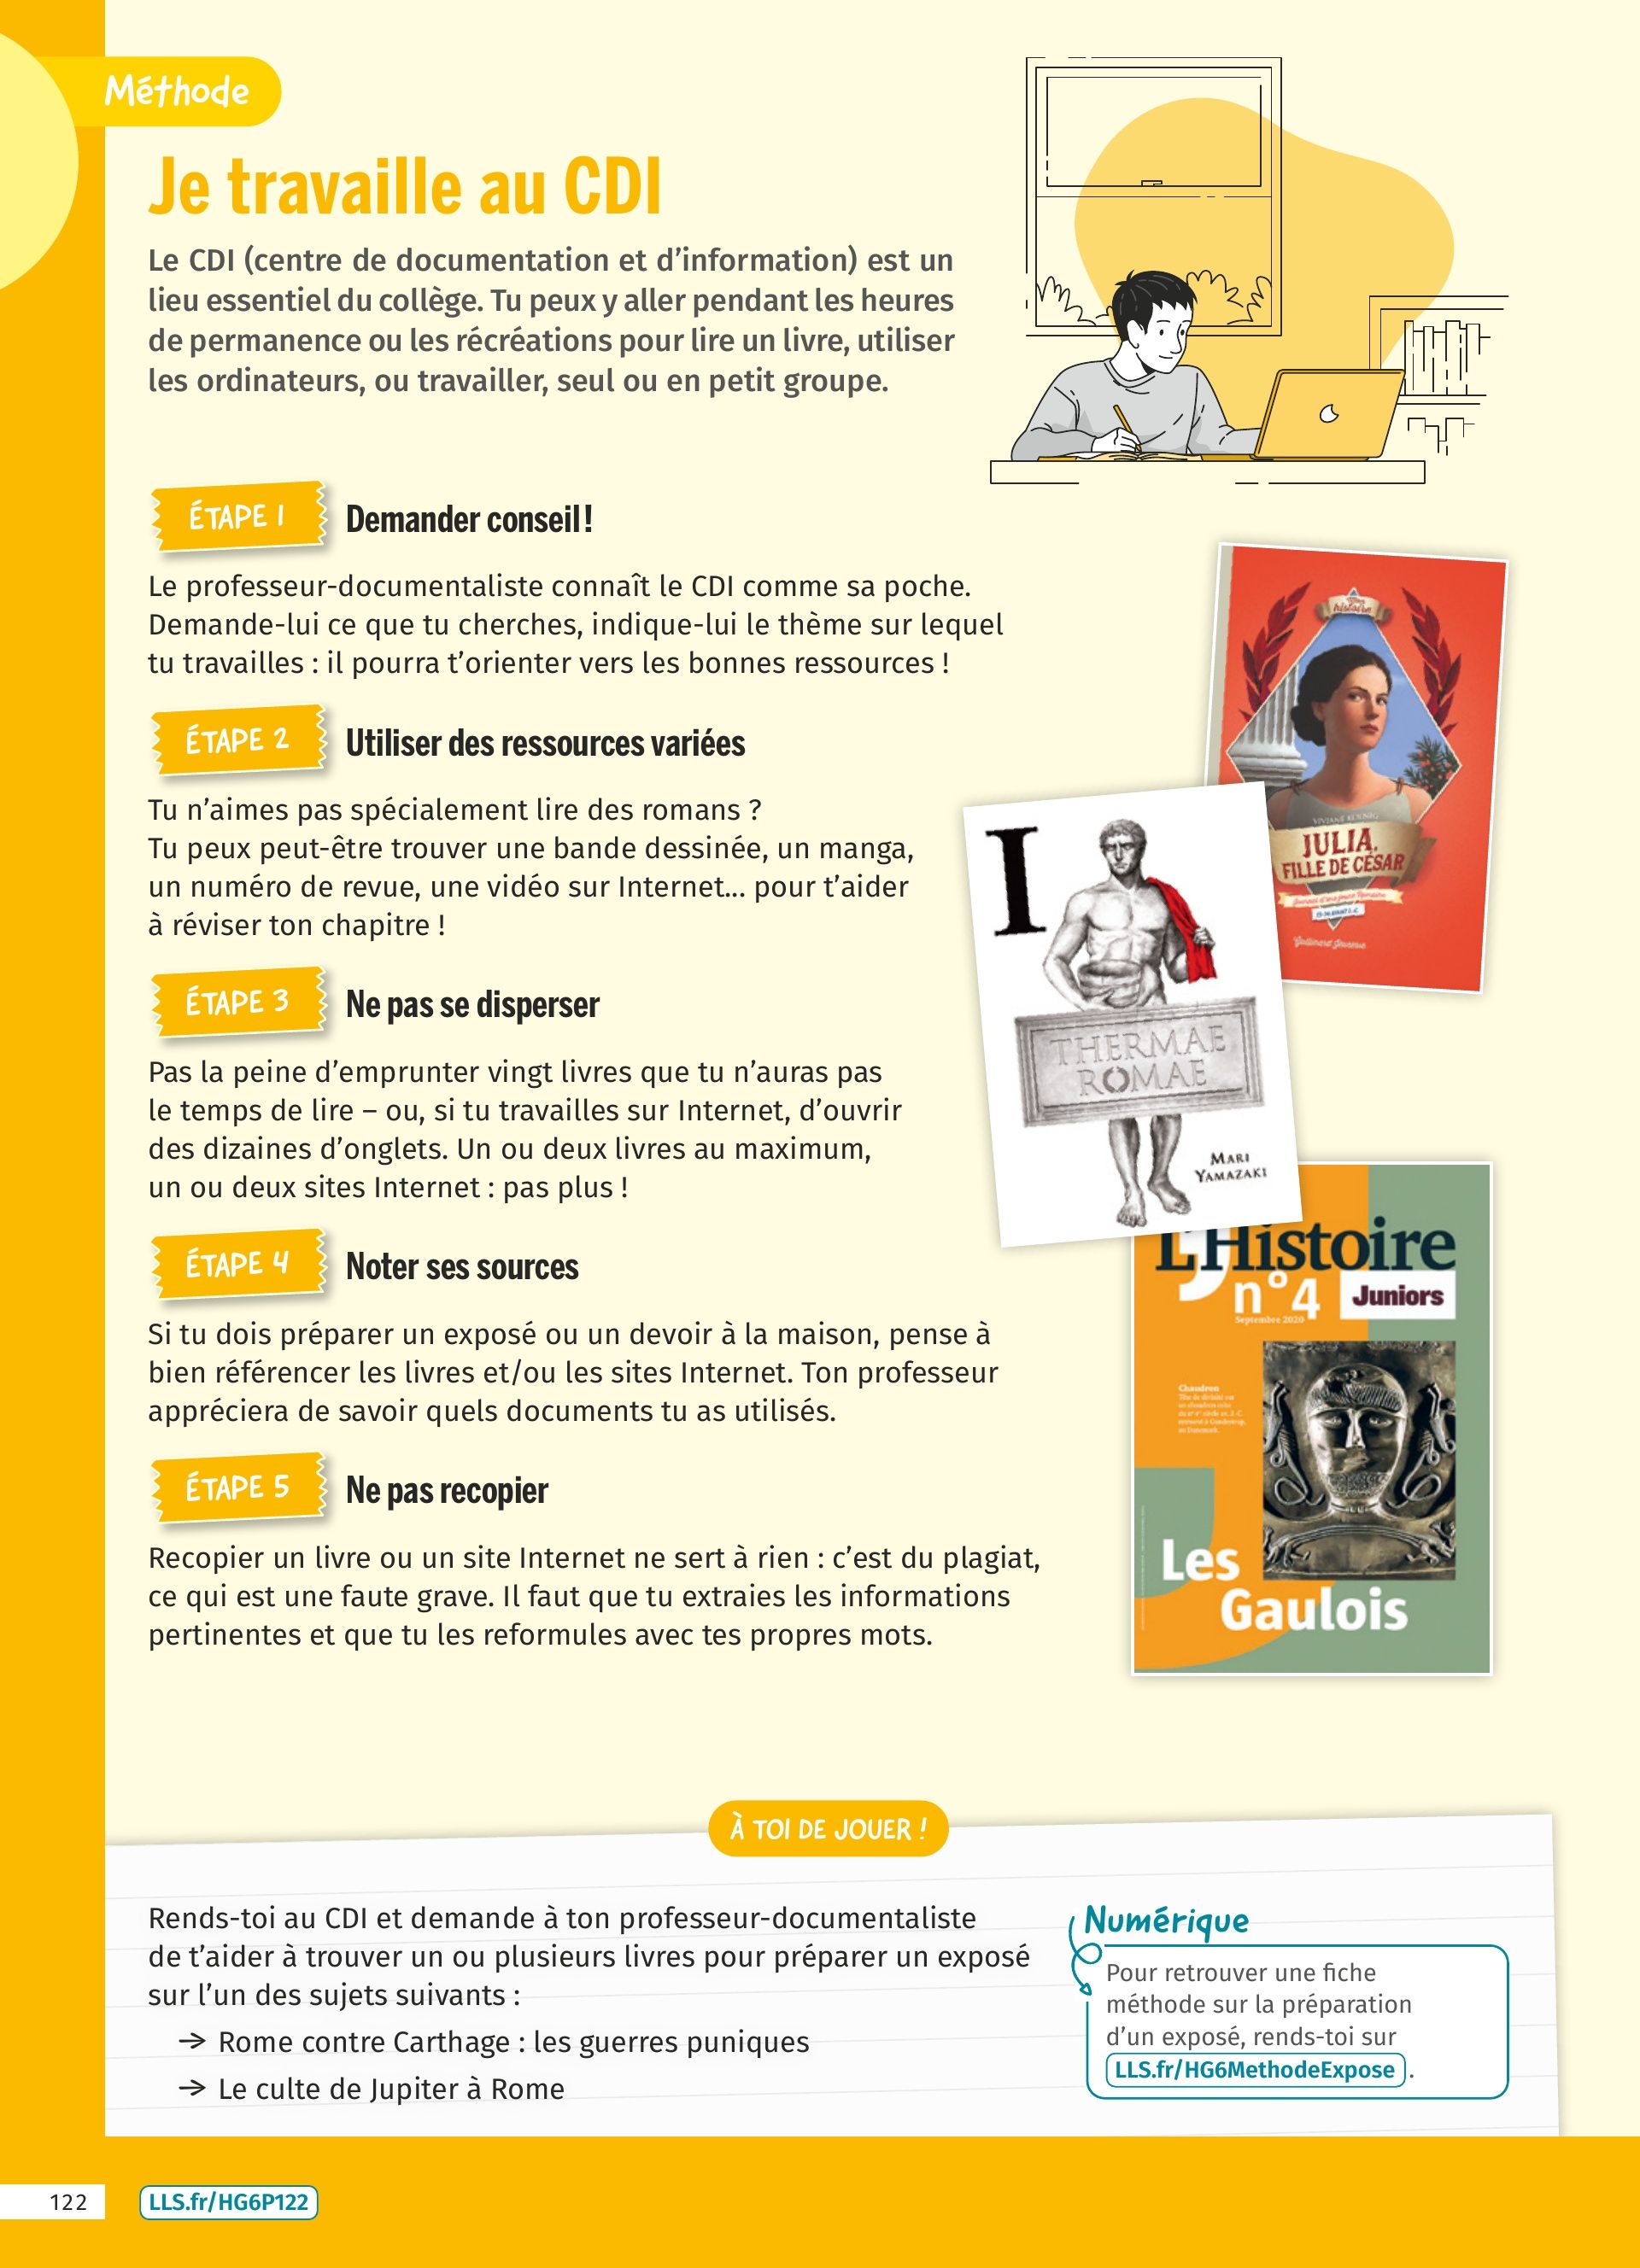 Méthode
Je travaille au CDI
Le CDI (centre de documentation et d’information) est un
lieu essentiel du collège. Tu peux y aller pendant les heures
de permanence ou les récréations pour lire un livre, utiliser
les ordinateurs, ou travailler, seul ou en petit groupe.
ÉTAPE 1 Demander conseil !
Le professeur-documentaliste connaît le CDI comme sa poche.
Demande-lui ce que tu cherches, indique-lui le thème sur lequel
tu travailles : il pourra t’orienter vers les bonnes ressources !
ÉTAPE 2 Utiliser des ressources variées
Tu n’aimes pas spécialement lire des romans ?
Tu peux peut-être trouver une bande dessinée, un manga,
un numéro de revue, une vidéo sur Internet… pour t’aider
à réviser ton chapitre !
ÉTAPE 3 Ne pas se disperser
Pas la peine d’emprunter vingt livres que tu n’auras pas
le temps de lire – ou, si tu travailles sur Internet, d’ouvrir
des dizaines d’onglets. Un ou deux livres au maximum,
un ou deux sites Internet : pas plus !
ÉTAPE 4 Noter ses sources
Si tu dois préparer un exposé ou un devoir à la maison, pense à
bien référencer les livres et/ou les sites Internet. Ton professeur
appréciera de savoir quels documents tu as utilisés.
ÉTAPE 5 Ne pas recopier
Recopier un livre ou un site Internet ne sert à rien : c’est du plagiat,
ce qui est une faute grave. Il faut que tu extraies les informations
pertinentes et que tu les reformules avec tes propres mots.
VIVIANE KOENIG
JULIA,
FILLE DE CÉSAR
Gallimard Jeunesse
I
THERMAE
ROMAE
MARI
YAMAZAKI
L’Histoire
n°4 Juniors
Septembre 2020
Chaudron
Les
Gaulois
À TOI DE JOUER !
Rends-toi au CDI et demande à ton professeur-documentaliste
de t’aider à trouver un ou plusieurs livres pour préparer un exposé
sur l’un des sujets suivants :
→ Rome contre Carthage : les guerres puniques
→ Le culte de Jupiter à Rome
Numérique
Pour retrouver une fiche
méthode sur la préparation
d’un exposé, rends-toi sur
LLS.fr/HG6MethodeExpose .
122
LLS.fr/HG6P122